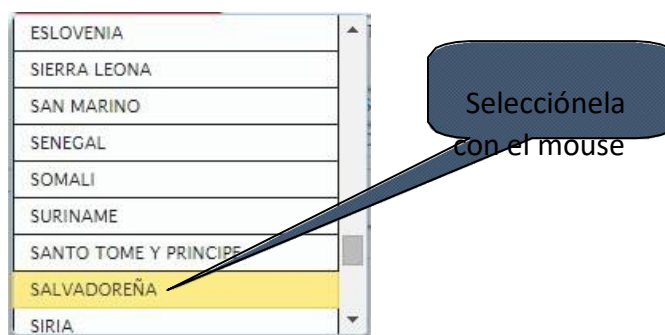 ESLOVENIA
SIERRA LEONA
SAN MARINO
SENEGAL
SOMALI
SURINAME
SANTO TOME Y PRINCIPE
SALVADOREÑA
SIRIA
Selecciónela
con el mouse